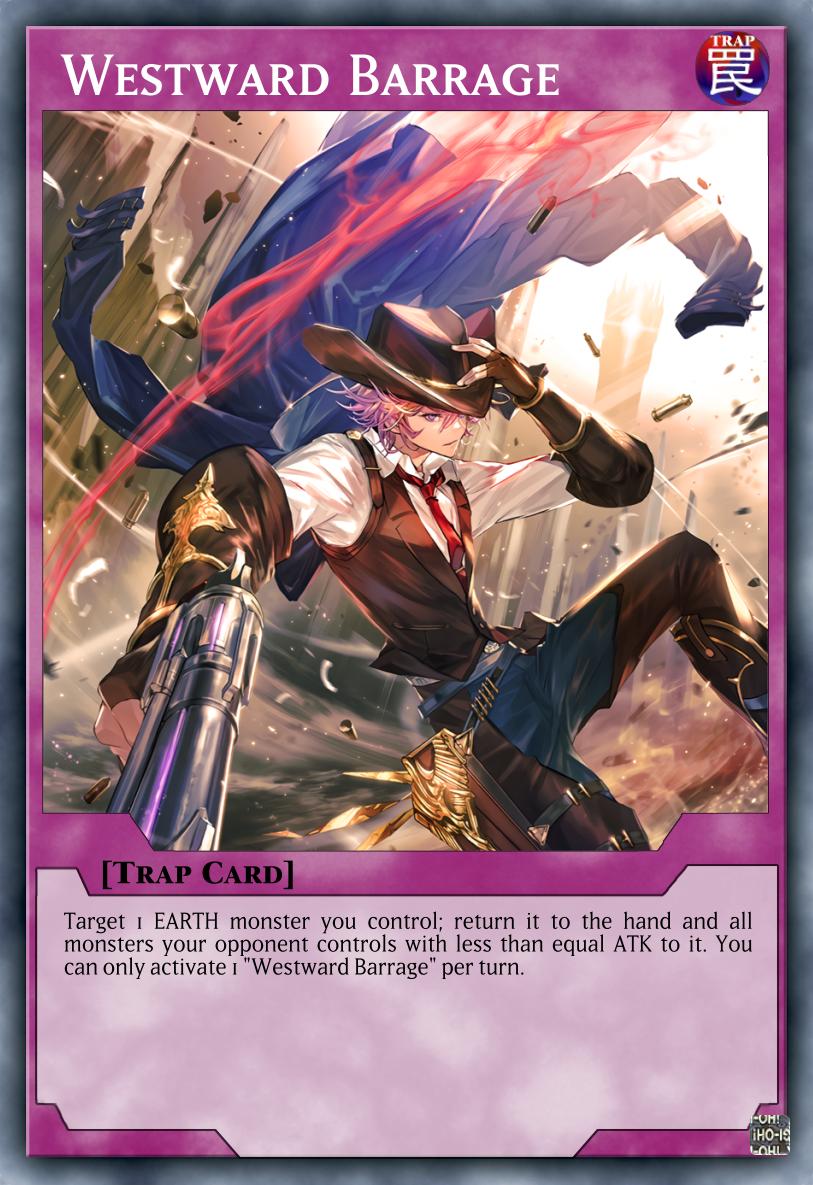 Westward Barrage
TRAP
罠
[Trap Card]
Target 1 EARTH monster you control; return it to the hand and all
monsters your opponent controls with less than equal ATK to it. You
can only activate 1 "Westward Barrage" per turn.